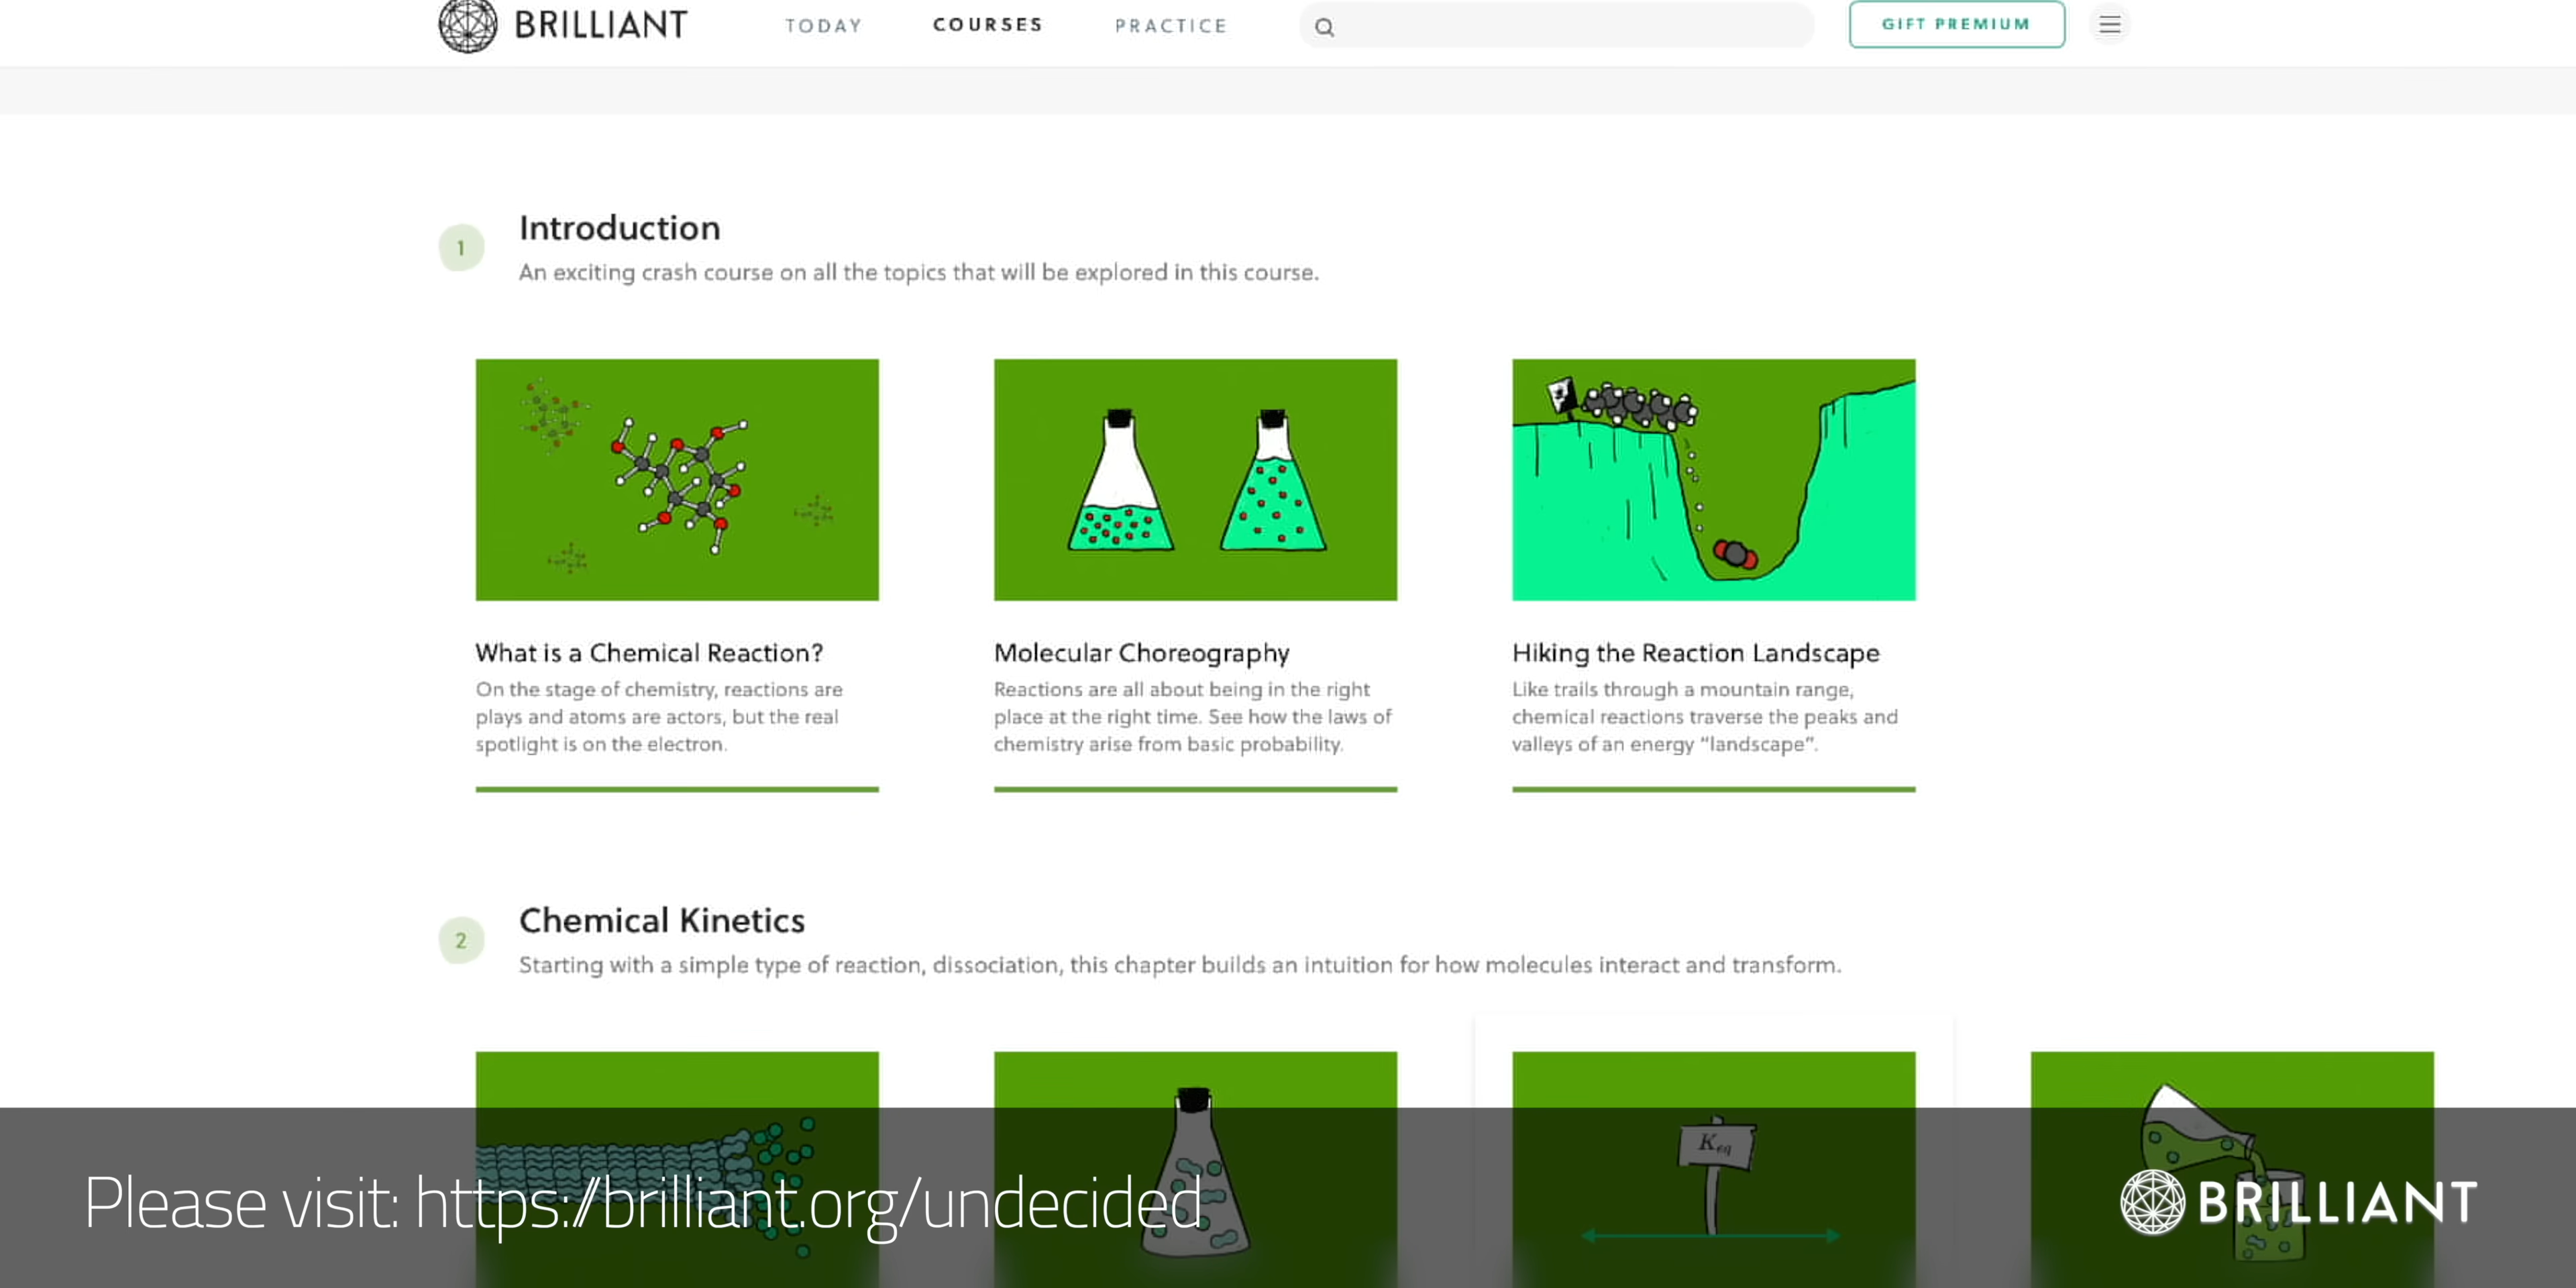 BRILLIANT TODAY COURSES PRACTICE GIFT PREMIUM
1 Introduction
An exciting crash course on all the topics that will be explored in this course.
What is a Chemical Reaction?
On the stage of chemistry, reactions are
plays and atoms are actors, but the real
spotlight is on the electron.
Molecular Choreography
Reactions are all about being in the right
place at the right time. See how the laws of
chemistry arise from basic probability.
Hiking the Reaction Landscape
Like trails through a mountain range,
chemical reactions traverse the peaks and
valleys of an energy "landscape".
2 Chemical Kinetics
Starting with a simple type of reaction, dissociation, this chapter builds an intuition for how molecules interact and transform.
Keq
Please visit: https://brilliant.org/undecided
BRILLIANT